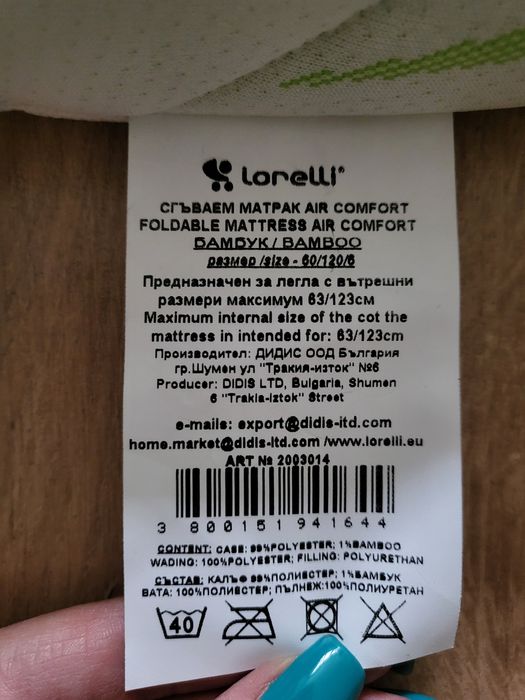 lorelli®
СГЪВАЕМ МАТРАК AIR COMFORT
FOLDABLE MATTRESS AIR COMFORT
БАМБУК / BAMBOO
размер /size - 60/120/6
Предназначен за легла с вътрешни
размери максимум 63/123см
Maximum internal size of the cot the
mattress in intended for: 63/123cm
Производител: ДИДИС ООД България
гр.Шумен ул "Тракия-изток" №6
Producer: DIDIS LTD, Bulgaria, Shumen
6 "Trakia-Iztok" Street
e-mails: export@didis-ltd.com
home.market@didis-ltd.com /www.lorelli.eu
ART № 2003014
3 800151 941644
CONTENT: CASE: 99%POLYESTER; 1%BAMBOO
WADING: 100%POLYESTER; FILLING: POLYURETHAN
СЪСТАВ: КАЛЪФ 99%ПОЛИЕСТЕР; 1%БАМБУК
ВАТА: 100%ПОЛИЕСТЕР; ПЪЛНЕЖ:100%ПОЛИУРЕТАН
40